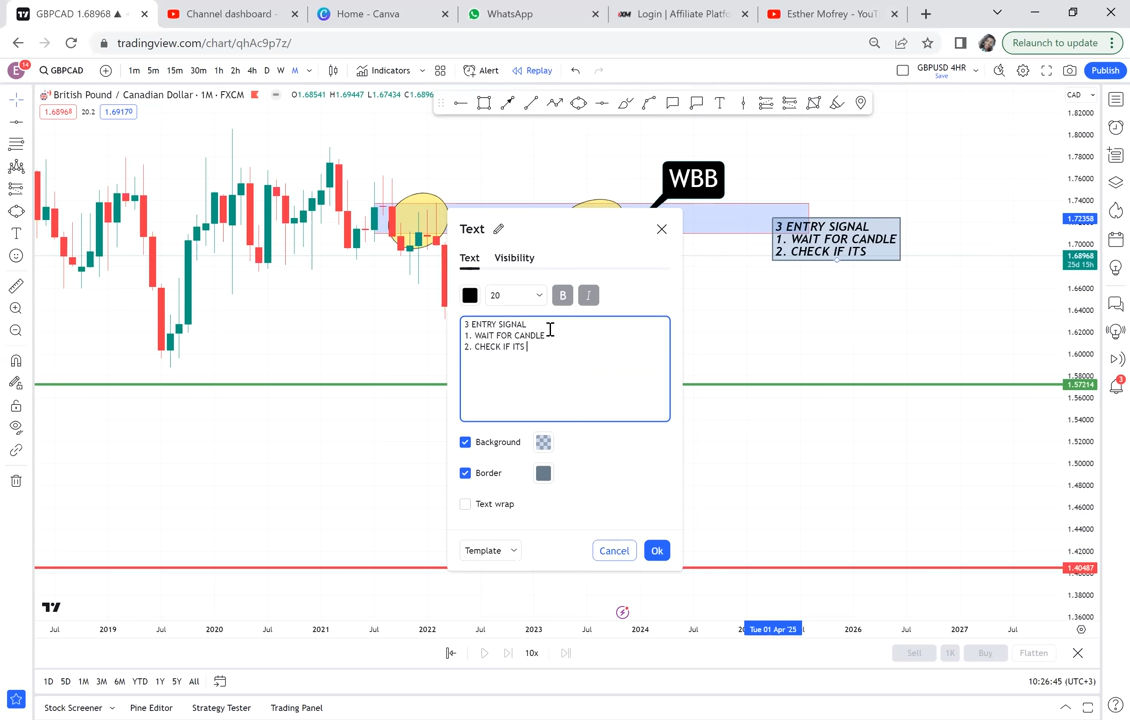 GBPCAD 1.68968 ▲
Channel dashboard
Home - Canva
WhatsApp
Login | Affiliate Platf
Esther Mofrey - YouT
tradingview.com/chart/qhAc9p7z/
Relaunch to update
14
E
GBPCAD
1m 5m 15m 30m 1h 2h 4h D W M
Indicators
Alert
Replay
GBPUSD 4HR
Save
Publish
British Pound / Canadian Dollar · 1M · FXCM
O1.68541 H1.69447 L1.67434 C1.6896
CAD
1.68968
20.2
1.69170
1.82000
1.80000
1.78000
1.76000
1.74000
1.72358
1.70000
1.68968
25d 15h
1.66000
1.64000
1.62000
1.60000
1.58000
1.57214
1.56000
1.54000
1.52000
1.50000
1.48000
1.46000
1.44000
1.42000
1.40487
1.38000
1.36000
WBB
3 ENTRY SIGNAL
1. WAIT FOR CANDLE
2. CHECK IF ITS
Text
Text
Visibility
20
B
I
3 ENTRY SIGNAL
1. WAIT FOR CANDLE
2. CHECK IF ITS
Background
Border
Text wrap
Template
Cancel
Ok
3
Jul 2019 Jul 2020 Jul 2021 Jul 2022 Jul 2023 Jul 2024 Tue 01 Apr '25 2026 Jul 2027 Jul
10x
Sell
1K
Buy
Flatten
1D 5D 1M 3M 6M YTD 1Y 5Y All
10:26:45 (UTC+3)
Stock Screener
Pine Editor
Strategy Tester
Trading Panel